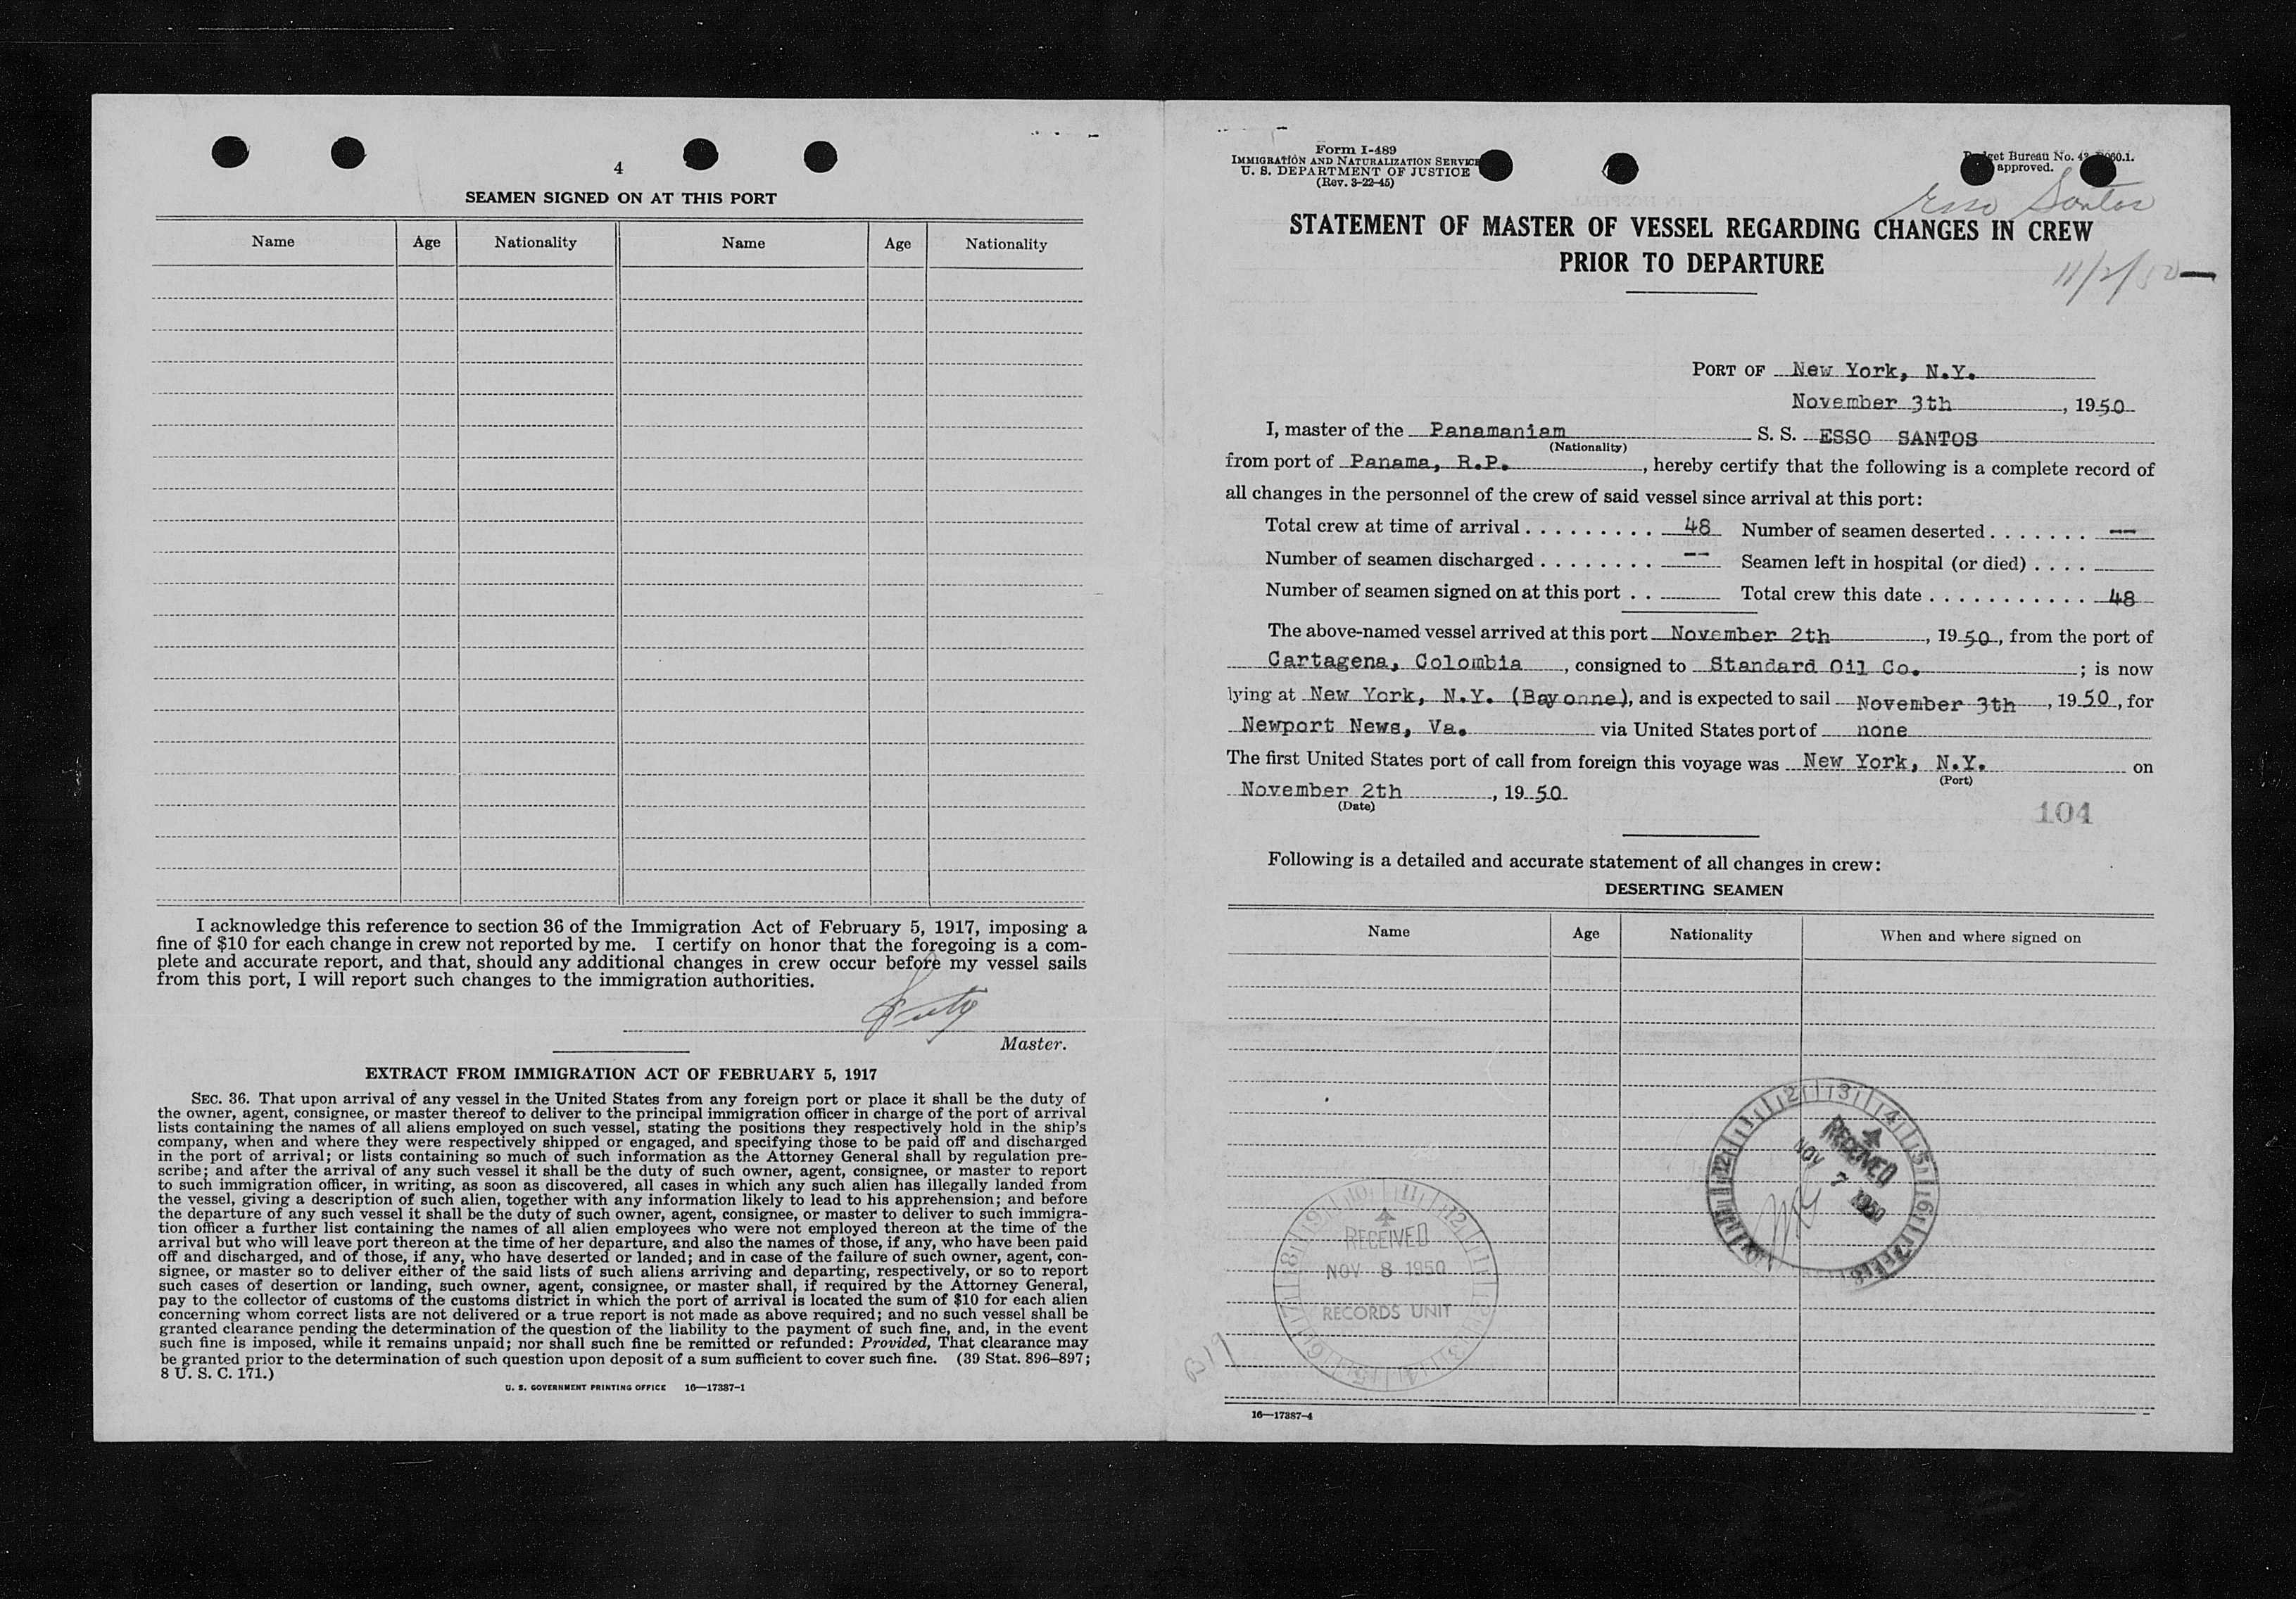 4
SEAMEN SIGNED ON AT THIS PORT
Name Age Nationality Name Age Nationality
I acknowledge this reference to section 36 of the Immigration Act of February 5, 1917, imposing a
fine of $10 for each change in crew not reported by me. I certify on honor that the foregoing is a com-
plete and accurate report, and that, should any additional changes in crew occur before my vessel sails
from this port, I will report such changes to the immigration authorities.
Master.
EXTRACT FROM IMMIGRATION ACT OF FEBRUARY 5, 1917
SEC. 36. That upon arrival of any vessel in the United States from any foreign port or place it shall be the duty of
the owner, agent, consignee, or master thereof to deliver to the principal immigration officer in charge of the port of arrival
lists containing the names of all aliens employed on such vessel, stating the positions they respectively hold in the ship's
company, when and where they were respectively shipped or engaged, and specifying those to be paid off and discharged
in the port of arrival; or lists containing so much of such information as the Attorney General shall by regulation pre-
scribe; and after the arrival of any such vessel it shall be the duty of such owner, agent, consignee, or master to report
to such immigration officer, in writing, as soon as discovered, all cases in which any such alien has illegally landed from
the vessel, giving a description of such alien, together with any information likely to lead to his apprehension; and before
the departure of any such vessel it shall be the duty of such owner, agent, consignee, or master to deliver to such immigra-
tion officer a further list containing the names of all alien employees who were not employed thereon at the time of the
arrival but who will leave port thereon at the time of her departure, and also the names of those, if any, who have been paid
off and discharged, and of those, if any, who have deserted or landed; and in case of the failure of such owner, agent, con-
signee, or master so to deliver either of the said lists of such aliens arriving and departing, respectively, or so to report
such cases of desertion or landing, such owner, agent, consignee, or master shall, if required by the Attorney General,
pay to the collector of customs of the customs district in which the port of arrival is located the sum of $10 for each alien
concerning whom correct lists are not delivered or a true report is not made as above required; and no such vessel shall be
granted clearance pending the determination of the question of the liability to the payment of such fine, and, in the event
such fine is imposed, while it remains unpaid; nor shall such fine be remitted or refunded: Provided, That clearance may
be granted prior to the determination of such question upon deposit of a sum sufficient to cover such fine. (39 Stat. 896–897;
8 U. S. C. 171.)
U. S. GOVERNMENT PRINTING OFFICE 16—17387-1
Form I-489
IMMIGRATION AND NATURALIZATION SERVICE
U. S. DEPARTMENT OF JUSTICE
(Rev. 3-22-45)
Bureau No.
approved.
Esso Santos
STATEMENT OF MASTER OF VESSEL REGARDING CHANGES IN CREW
PRIOR TO DEPARTURE
11/2/50
PORT OF New York, N.Y.
November 3th, 1950
I, master of the Panamaniam S. S. ESSO SANTOS
(Nationality)
from port of Panama, R.P., hereby certify that the following is a complete record of
all changes in the personnel of the crew of said vessel since arrival at this port:
Total crew at time of arrival . . . . . . . . . 48 Number of seamen deserted . . . . . . . --
Number of seamen discharged . . . . . . . . -- Seamen left in hospital (or died) . . . .
Number of seamen signed on at this port . . Total crew this date . . . . . . . . . . . . 48
The above-named vessel arrived at this port November 2th, 1950, from the port of
Cartagena, Colombia, consigned to Standard Oil Co.; is now
lying at New York, N.Y. (Bayonne), and is expected to sail November 3th, 1950, for
Newport News, Va. via United States port of none
The first United States port of call from foreign this voyage was New York, N.Y. on
(Port)
November 2th, 1950.
(Date)
104
Following is a detailed and accurate statement of all changes in crew:
DESERTING SEAMEN
Name Age Nationality When and where signed on
RECEIVED
NOV 7 1950
RECEIVED
NOV 8 1950
RECORDS UNIT
16—17387-4